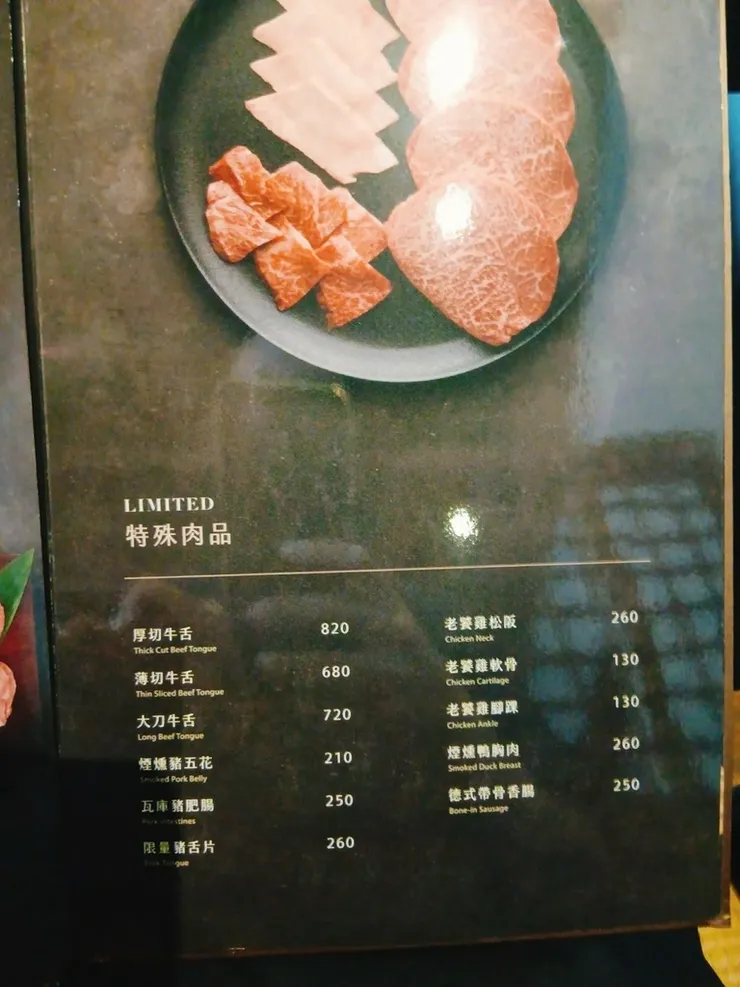 LIMITED
特殊肉品
厚切牛舌 820
Thick Cut Beef Tongue
薄切牛舌 680
Thin Sliced Beef Tongue
大刀牛舌 720
Long Beef Tongue
煙燻豬五花 210
Smoked Pork Belly
瓦庫豬肥腸 250
Pork Intestines
限量豬舌片 260
Pork Tongue
老饕雞松阪 260
Chicken Neck
老饕雞軟骨 130
Chicken Cartilage
老饕雞腳踝 130
Chicken Ankle
煙燻鴨胸肉 260
Smoked Duck Breast
德式帶骨香腸 250
Bone-in Sausage